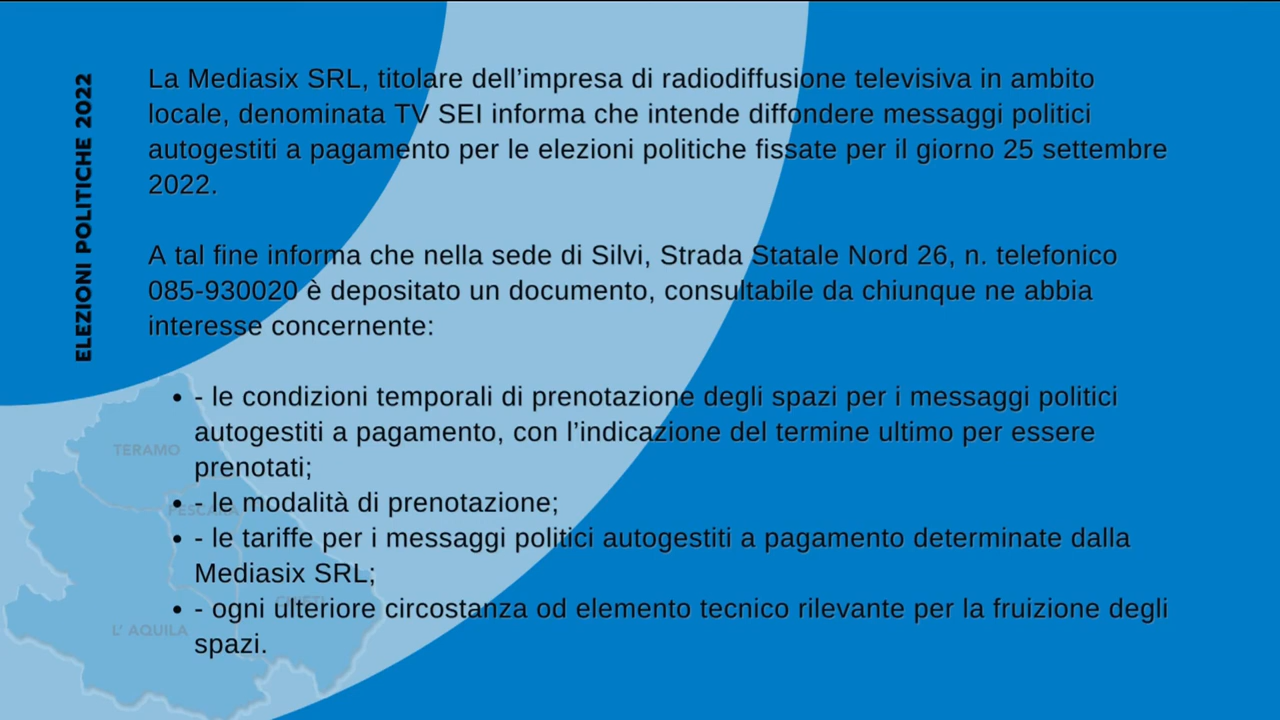 ELEZIONI POLITICHE 2022
La Mediasix SRL, titolare dell'impresa di radiodiffusione televisiva in ambito
locale, denominata TV SEI informa che intende diffondere messaggi politici
autogestiti a pagamento per le elezioni politiche fissate per il giorno 25 settembre
2022.
A tal fine informa che nella sede di Silvi, Strada Statale Nord 26, n. telefonico
085-930020 è depositato un documento, consultabile da chiunque ne abbia
interesse concernente:
• - le condizioni temporali di prenotazione degli spazi per i messaggi politici
autogestiti a pagamento, con l'indicazione del termine ultimo per essere
prenotati;
• - le modalità di prenotazione;
• - le tariffe per i messaggi politici autogestiti a pagamento determinate dalla
Mediasix SRL;
• - ogni ulteriore circostanza od elemento tecnico rilevante per la fruizione degli
spazi.
TERAMO
PESCARA
CHIETI
L' AQUILA